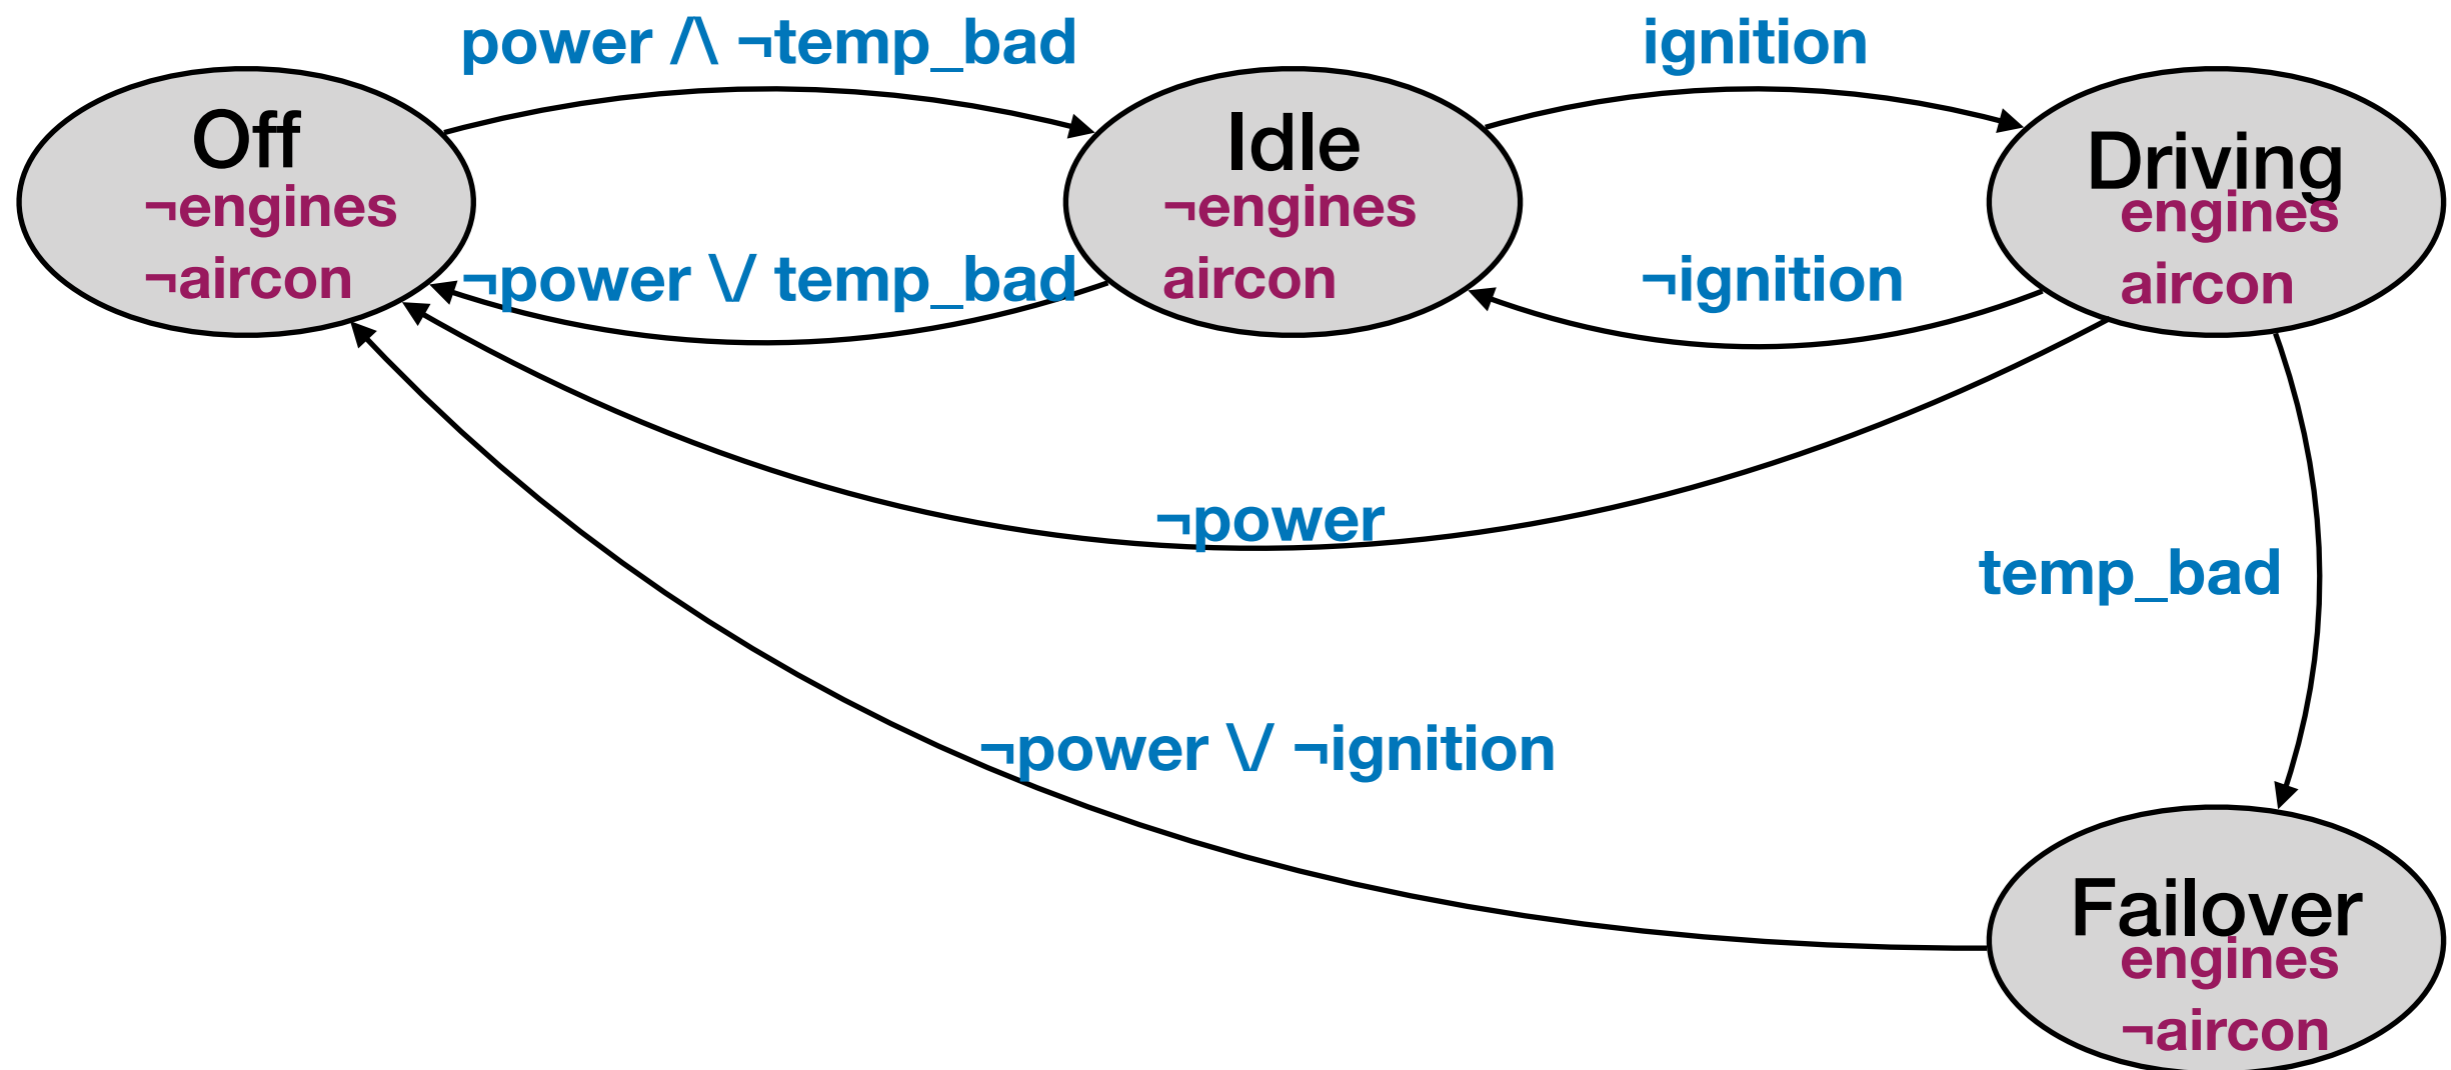 power /\ ¬temp_bad
ignition
Off
¬engines
¬aircon
Idle
¬engines
aircon
Driving
engines
aircon
¬power \/ temp_bad
¬ignition
¬power
temp_bad
¬power \/ ¬ignition
Failover
engines
¬aircon